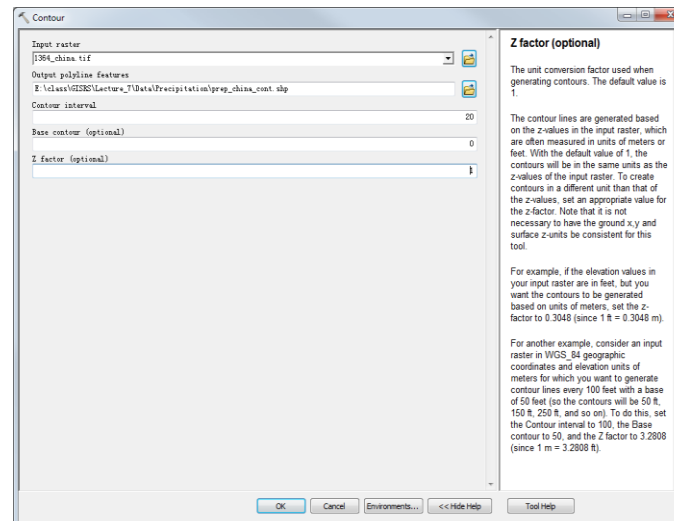 Contour
Input raster
1364_china.tif
Output polyline features
E:\class\GISRS\Lecture_7\Data\Precipitation\prep_china_cont.shp
Contour interval
20
Base contour (optional)
0
Z factor (optional)
1
OK
Cancel
Environments...
<< Hide Help
Tool Help
Z factor (optional)
The unit conversion factor used when
generating contours. The default value is
1.
The contour lines are generated based
on the z-values in the input raster, which
are often measured in units of meters or
feet. With the default value of 1, the
contours will be in the same units as the
z-values of the input raster. To create
contours in a different unit than that of
the z-values, set an appropriate value for
the z-factor. Note that it is not
necessary to have the ground x,y and
surface z-units be consistent for this
tool.
For example, if the elevation values in
your input raster are in feet, but you
want the contours to be generated
based on units of meters, set the z-
factor to 0.3048 (since 1 ft = 0.3048 m).
For another example, consider an input
raster in WGS_84 geographic
coordinates and elevation units of
meters for which you want to generate
contour lines every 100 feet with a base
of 50 feet (so the contours will be 50 ft,
150 ft, 250 ft, and so on). To do this, set
the Contour interval to 100, the Base
contour to 50, and the Z factor to 3.2808
(since 1 m = 3.2808 ft).